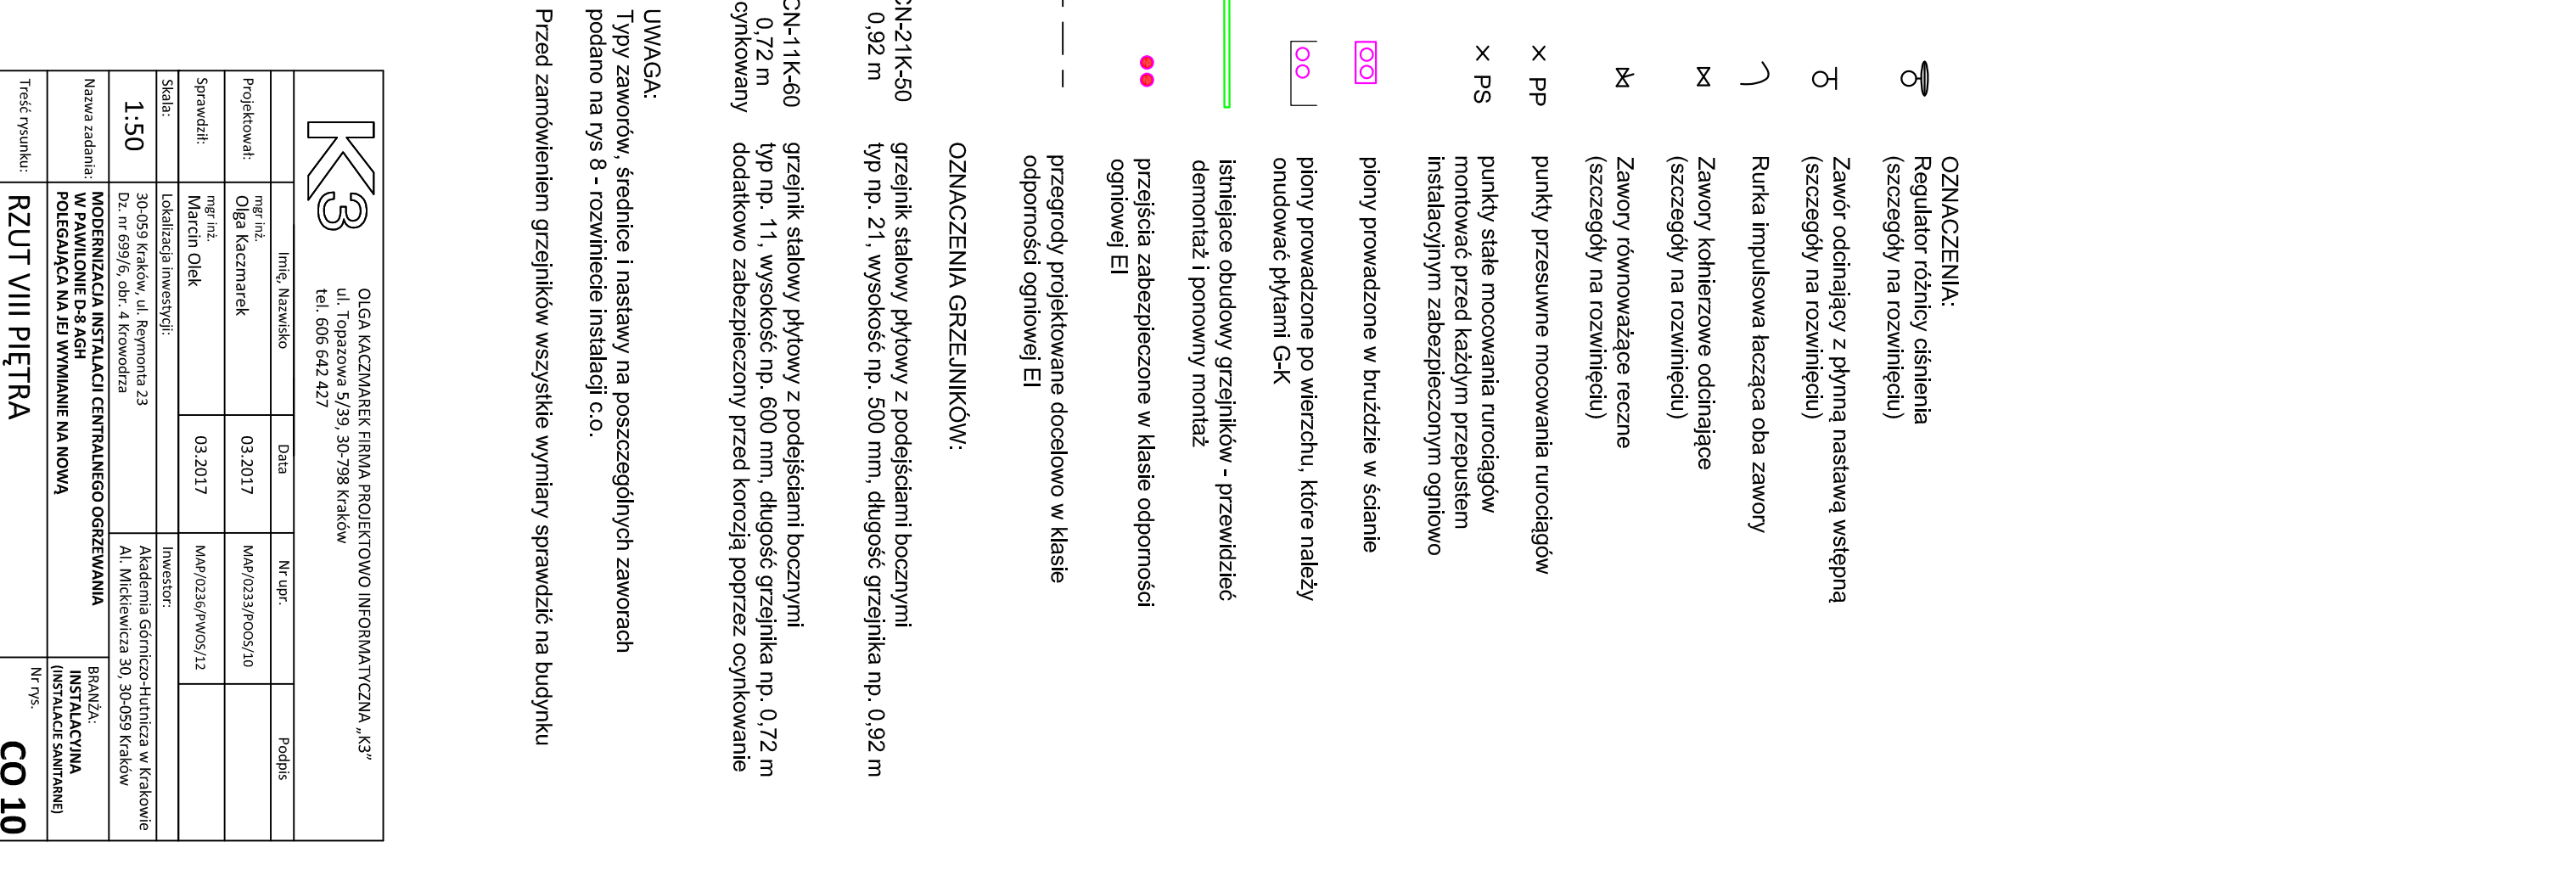 OZNACZENIA:
Regulator różnicy ciśnienia
(szczegóły na rozwinięciu)
Zawór odcinający z płynną nastawą wstępną
(szczegóły na rozwinięciu)
Rurka impulsowa łacząca oba zawory
Zawory kołnierzowe odcinające
(szczegóły na rozwinięciu)
Zawory równoważące reczne
(szczegóły na rozwinięciu)
× PP
punkty przesuwne mocowania rurociągów
× PS
punkty stałe mocowania rurociągów
montować przed każdym przepustem
instalacyjnym zabezpieczonym ogniowo
piony prowadzone w bruździe w ścianie
piony prowadzone po wierzchu, które należy
onudować płytami G-K
istniejace obudowy grzejników - przewidzieć
demontaż i ponowny montaż
przejścia zabezpieczone w klasie odporności
ogniowej EI
przegrody projektowane docelowo w klasie
odporności ogniowej EI
OZNACZENIA GRZEJNIKÓW:
CN-21K-50
0,92 m
grzejnik stalowy płytowy z podejściami bocznymi
typ np. 21, wysokość np. 500 mm, długość grzejnika np. 0,92 m
CN-11K-60
0,72 m
cynkowany
grzejnik stalowy płytowy z podejściami bocznymi
typ np. 11, wysokość np. 600 mm, długość grzejnika np. 0,72 m
dodatkowo zabezpieczony przed korozją poprzez ocynkowanie
UWAGA:
Typy zaworów, średnice i nastawy na poszczególnych zaworach
podano na rys 8 - rozwiniecie instalacji c.o.
Przed zamówieniem grzejników wszystkie wymiary sprawdzić na budynku
K3
OLGA KACZMAREK FIRMA PROJEKTOWO INFORMATYCZNA „K3”
ul. Topazowa 5/39, 30-798 Kraków
tel. 606 642 427
Imię, Nazwisko
Data
Nr upr.
Podpis
Projektował:
mgr inż.
Olga Kaczmarek
03.2017
MAP/0233/POOS/10
Sprawdził:
mgr inż.
Marcin Olek
03.2017
MAP/0236/PWOS/12
Skala:
1:50
Lokalizacja inwestycji:
30-059 Kraków, ul. Reymonta 23
Dz. nr 699/6, obr. 4 Krowodrza
Inwestor:
Akademia Górniczo-Hutnicza w Krakowie
Al. Mickiewicza 30, 30-059 Kraków
Nazwa zadania:
MODERNIZACJA INSTALACJI CENTRALNEGO OGRZEWANIA
W PAWILONIE D-8 AGH
POLEGAJĄCA NA JEJ WYMIANIE NA NOWĄ
BRANŻA:
INSTALACYJNA
(INSTALACJE SANITARNE)
Treść rysunku:
RZUT VIII PIĘTRA
Nr rys.
CO 10